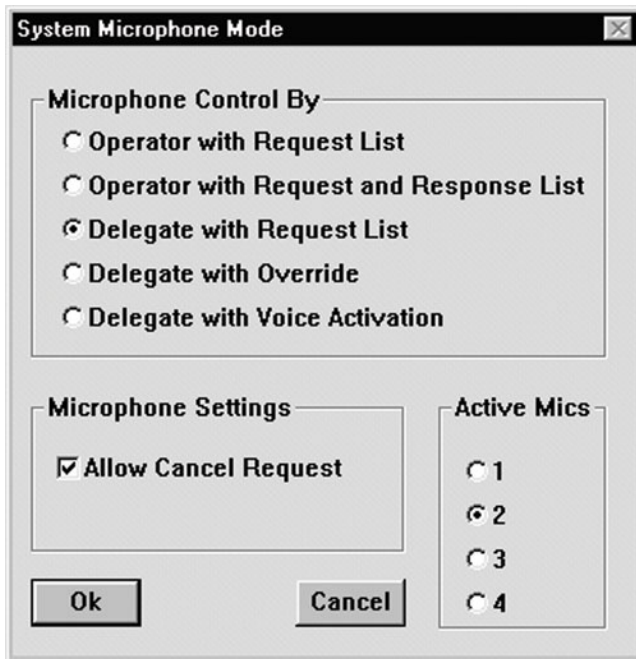 System Microphone Mode
Microphone Control By
Operator with Request List
Operator with Request and Response List
Delegate with Request List
Delegate with Override
Delegate with Voice Activation
Microphone Settings
Allow Cancel Request
Active Mics
1
2
3
4
Ok
Cancel